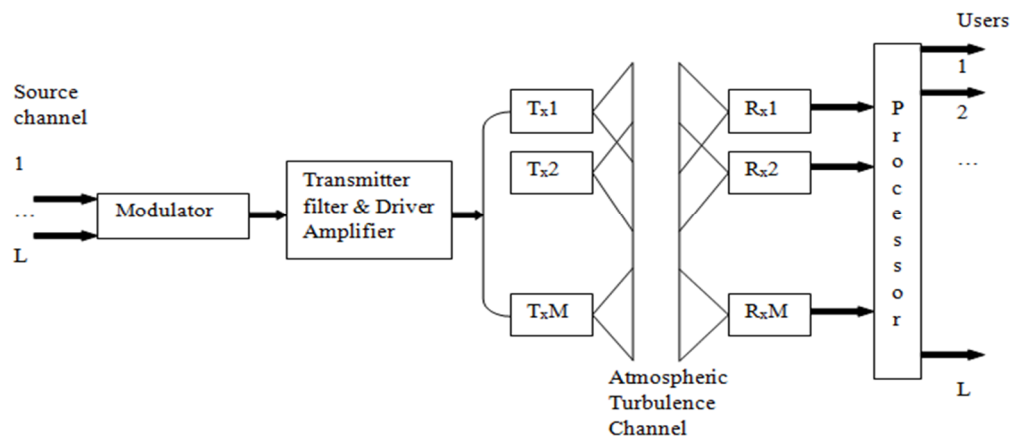 Source
channel
1
...
L
Modulator
Transmitter
filter & Driver
Amplifier
Tx1
Tx2
TxM
Atmospheric
Turbulence
Channel
Rx1
Rx2
RxM
Processor
Users
1
2
...
L